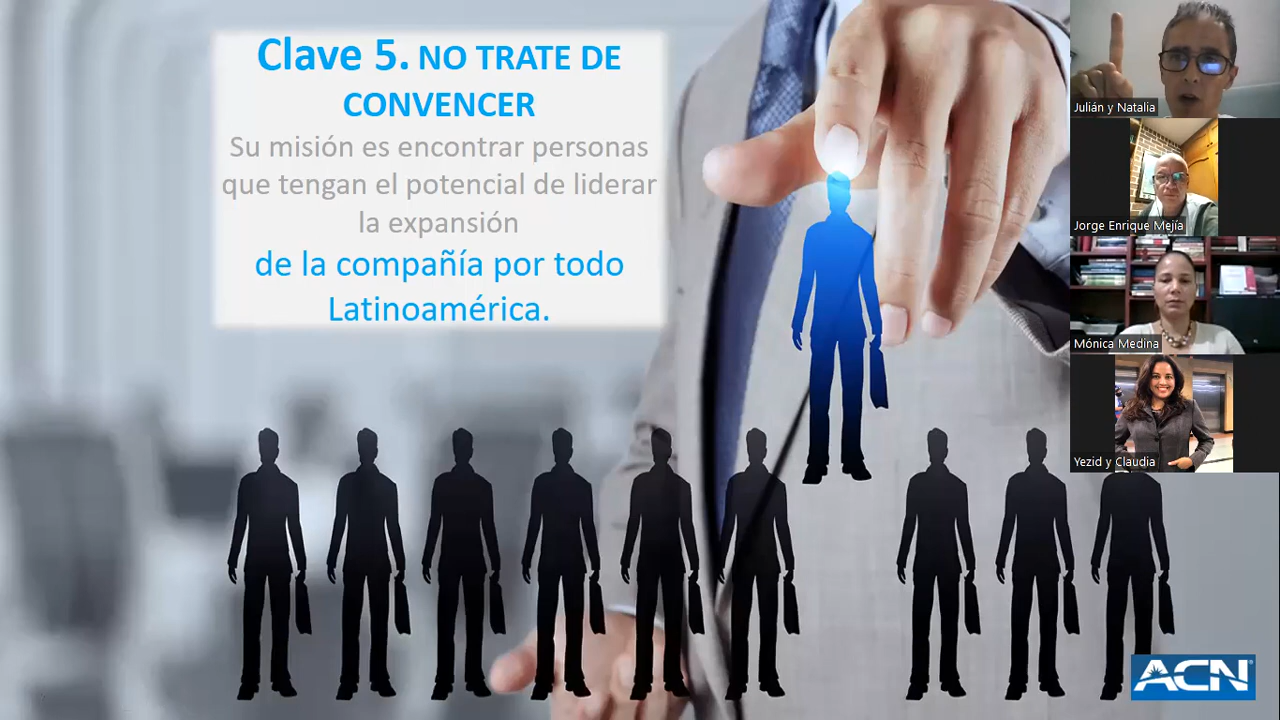 Clave 5. NO TRATE DE
CONVENCER
Su misión es encontrar personas
que tengan el potencial de liderar
la expansión
de la compañía por todo
Latinoamérica.
Julián y Natalia
Jorge Enrique Mejía
Mónica Medina
Yezid y Claudia
ACN